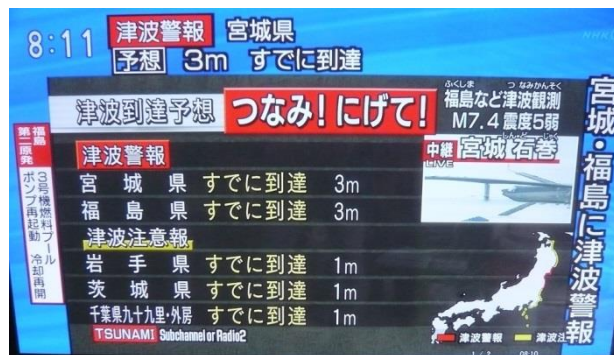 8:11 津波警報 宮城県
予想 3m すでに到達
NHK
津波到達予想 つなみ!にげて!
ふくしま つなみかんそく
福島など津波観測
M7.4 震度5弱
中継 宮城 石巻
LIVE
津波警報
宮城県 すでに到達 3m
福島県 すでに到達 3m
津波注意報
岩手県 すでに到達 1m
茨城県 すでに到達 1m
千葉県九十九里・外房 すでに到達 1m
TSUNAMI Subchannel or Radio2
津波警報 津波注
宮城・福島に津波警報
福島第二原発
3号機燃料プール
ポンプ再起動 冷却再開